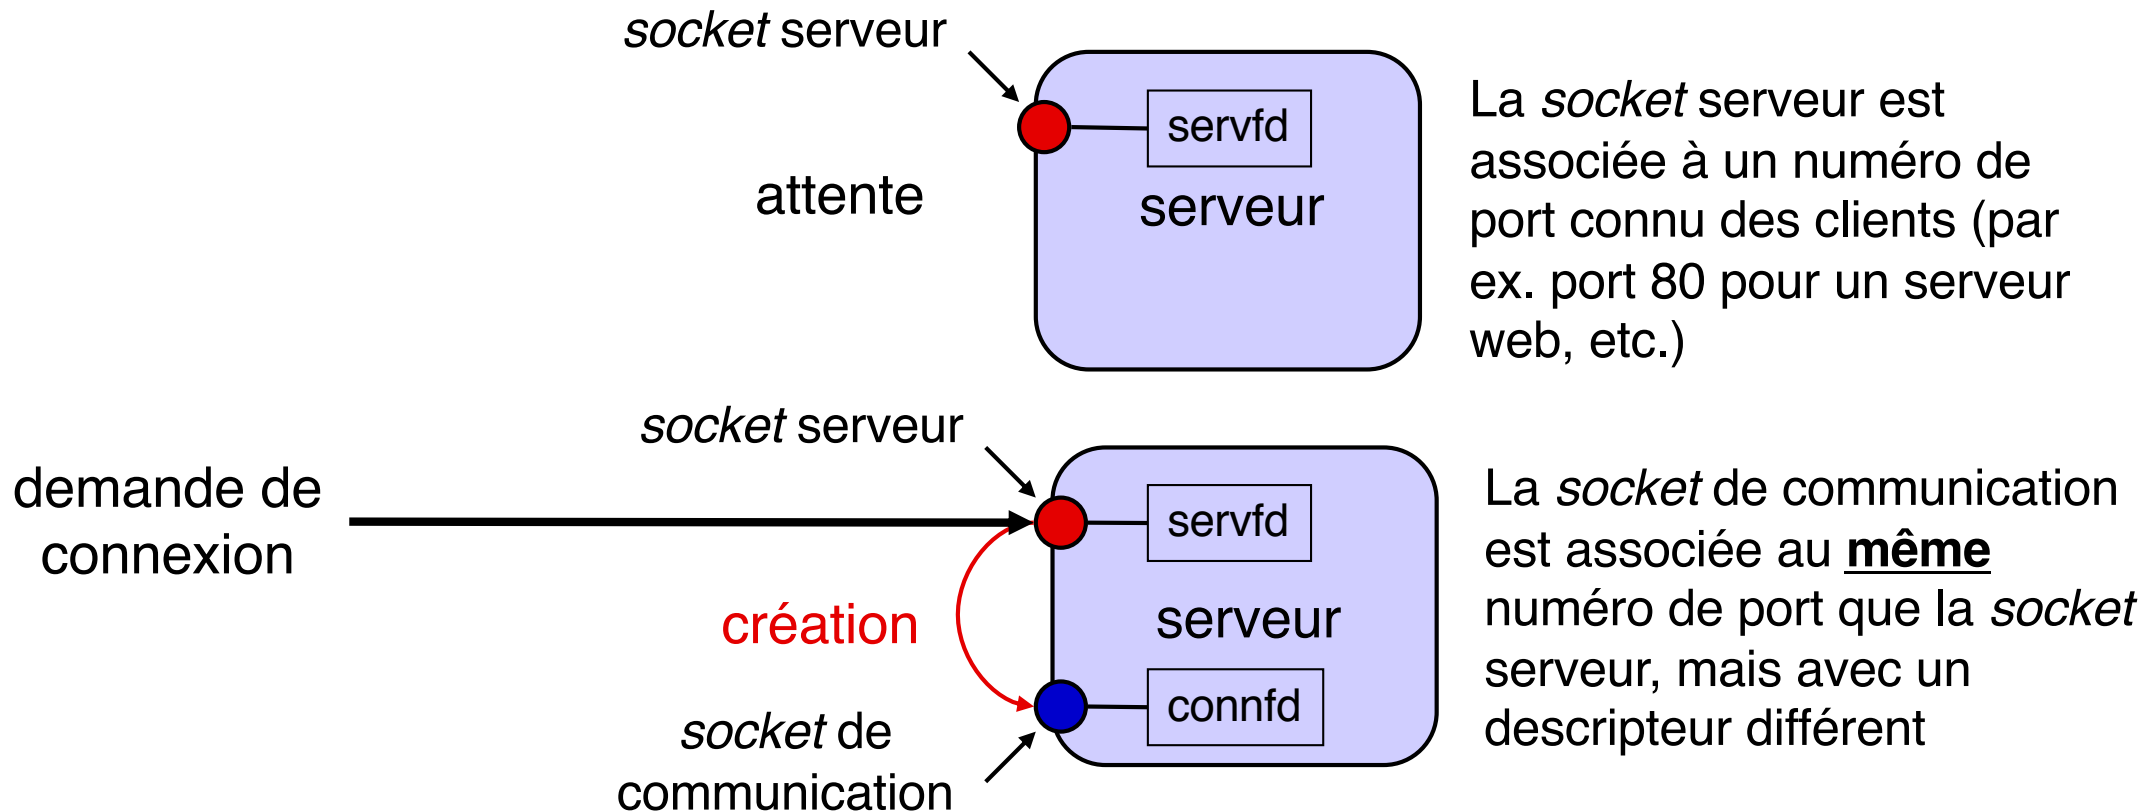 socket serveur
servfd
attente
serveur
La socket serveur est
associée à un numéro de
port connu des clients (par
ex. port 80 pour un serveur
web, etc.)
socket serveur
demande de
connexion
servfd
création
serveur
connfd
socket de
communication
La socket de communication
est associée au même
numéro de port que la socket
serveur, mais avec un
descripteur différent